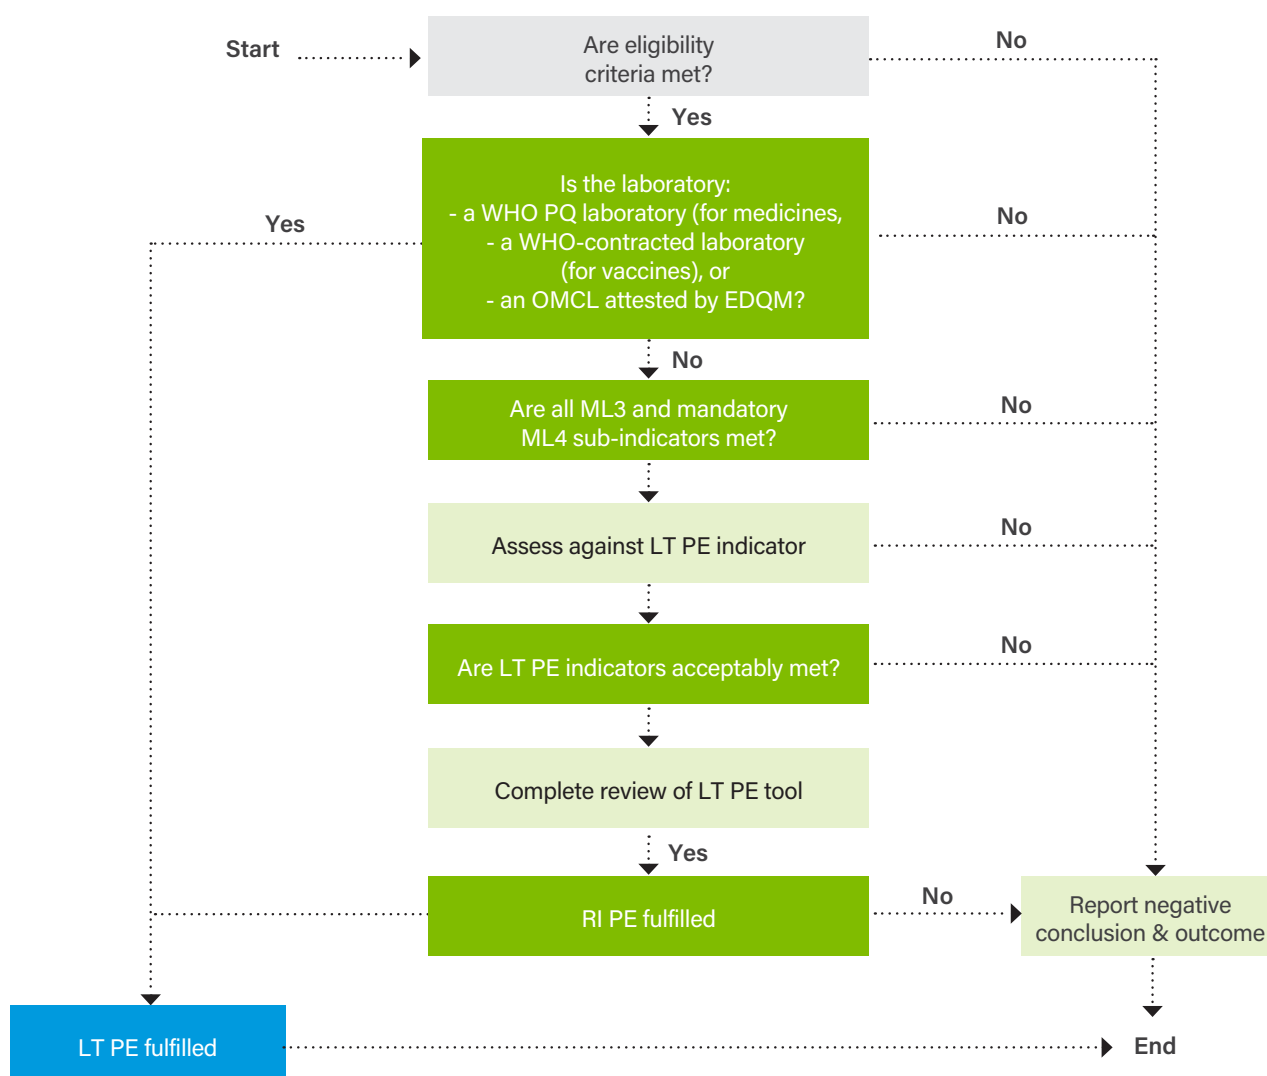 Start
Are eligibility
criteria met?
No
Yes
Is the laboratory:
- a WHO PQ laboratory (for medicines,
- a WHO-contracted laboratory
(for vaccines), or
- an OMCL attested by EDQM?
Yes
No
No
Are all ML3 and mandatory
ML4 sub-indicators met?
No
Assess against LT PE indicator
No
Are LT PE indicators acceptably met?
No
Complete review of LT PE tool
Yes
RI PE fulfilled
No
Report negative
conclusion & outcome
LT PE fulfilled
End